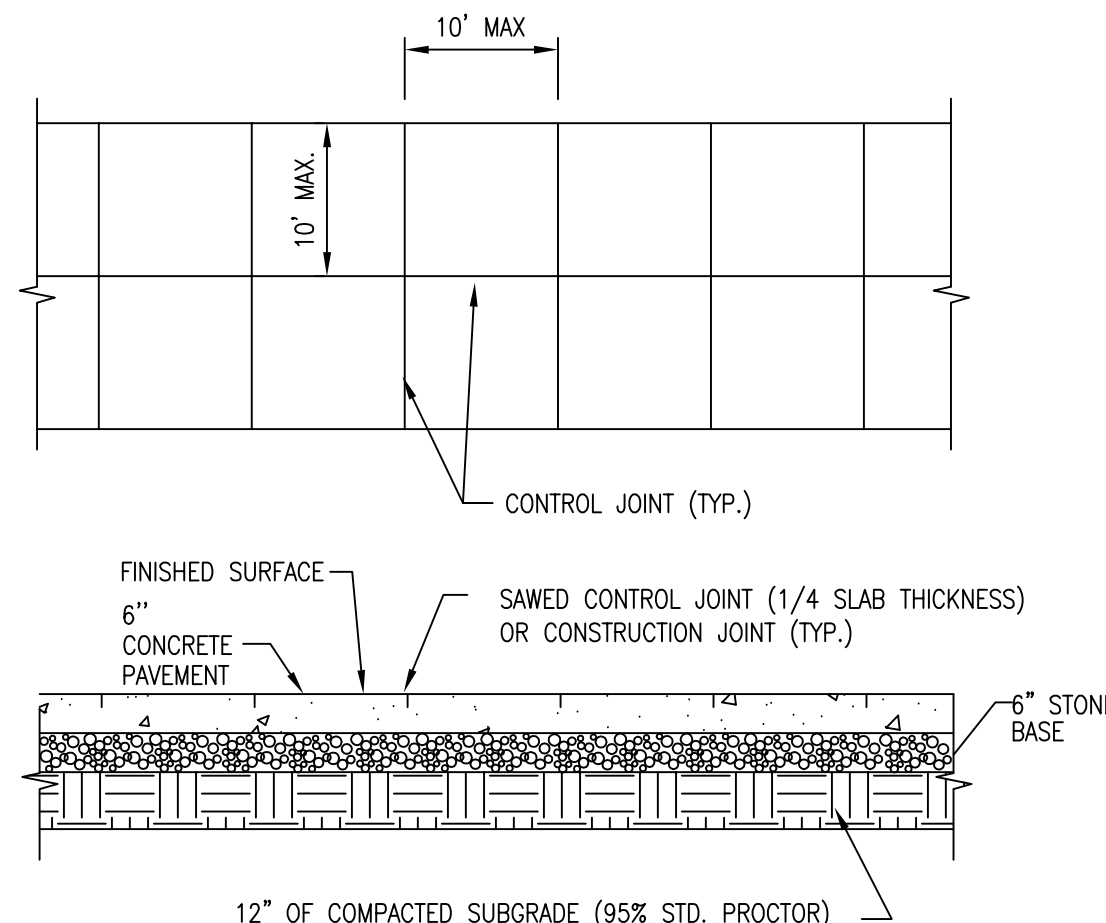 10' MAX
10' MAX.
CONTROL JOINT (TYP.)
FINISHED SURFACE
6''
CONCRETE
PAVEMENT
SAWED CONTROL JOINT (1/4 SLAB THICKNESS)
OR CONSTRUCTION JOINT (TYP.)
6" STON
BASE
12" OF COMPACTED SUBGRADE (95% STD. PROCTOR)